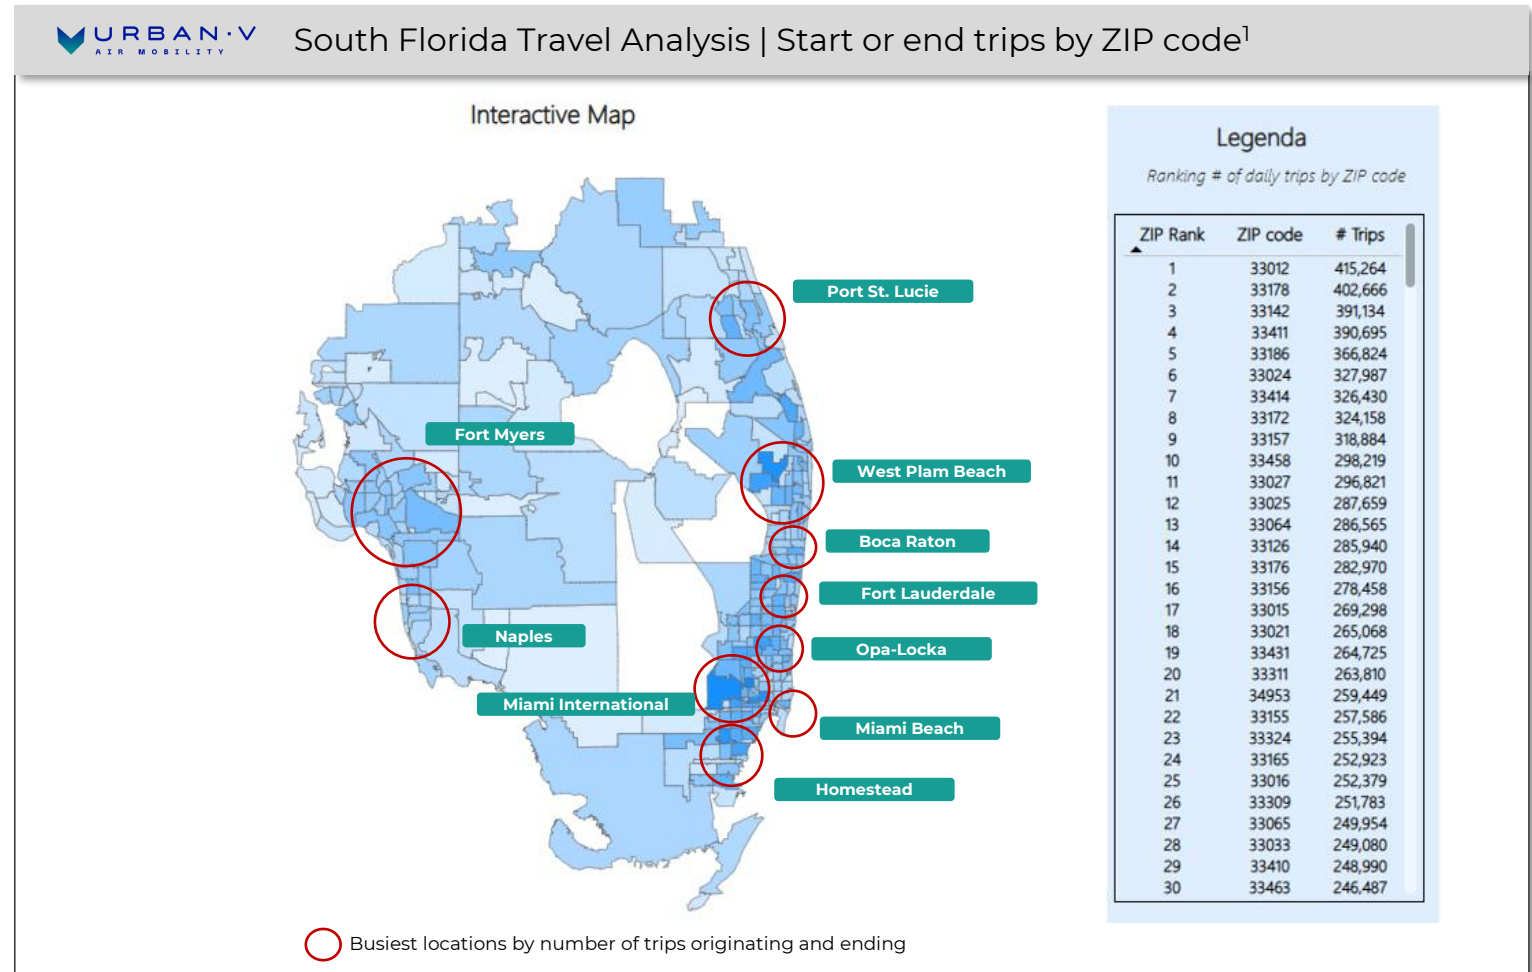 URBAN·V
AIR MOBILITY
South Florida Travel Analysis | Start or end trips by ZIP code1
Interactive Map
Port St. Lucie
Fort Myers
West Plam Beach
Boca Raton
Fort Lauderdale
Naples
Opa-Locka
Miami International
Miami Beach
Homestead
Busiest locations by number of trips originating and ending
Legenda
Ranking # of daily trips by ZIP code
ZIP Rank ZIP code # Trips
1 33012 415,264
2 33178 402,666
3 33142 391,134
4 33411 390,695
5 33186 366,824
6 33024 327,987
7 33414 326,430
8 33172 324,158
9 33157 318,884
10 33458 298,219
11 33027 296,821
12 33025 287,659
13 33064 286,565
14 33126 285,940
15 33176 282,970
16 33156 278,458
17 33015 269,298
18 33021 265,068
19 33431 264,725
20 33311 263,810
21 34953 259,449
22 33155 257,586
23 33324 255,394
24 33165 252,923
25 33016 252,379
26 33309 251,783
27 33065 249,954
28 33033 249,080
29 33410 248,990
30 33463 246,487